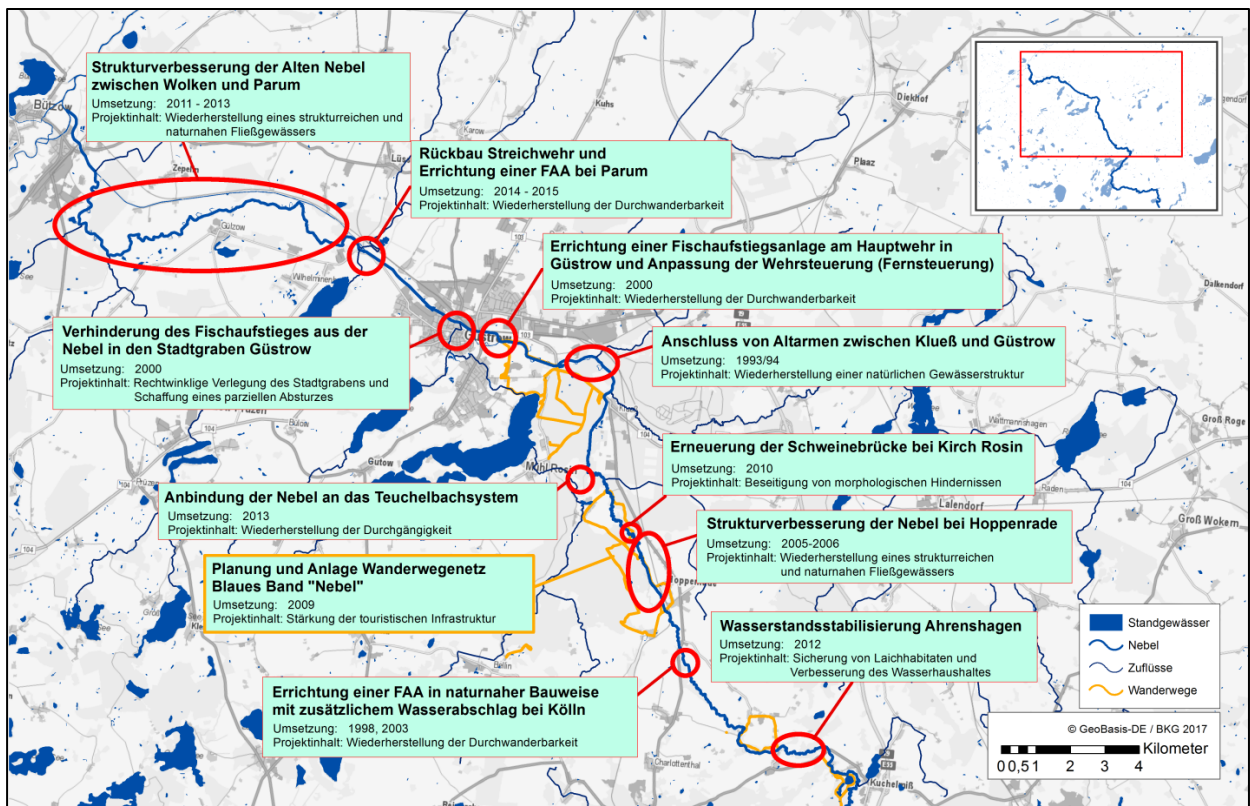 Strukturverbesserung der Alten Nebel
zwischen Wolken und Parum
Umsetzung: 2011 - 2013
Projektinhalt: Wiederherstellung eines strukturreichen und
naturnahen Fließgewässers
Rückbau Streichwehr und
Errichtung einer FAA bei Parum
Umsetzung: 2014 - 2015
Projektinhalt: Wiederherstellung der Durchwanderbarkeit
Errichtung einer Fischaufstiegsanlage am Hauptwehr in
Güstrow und Anpassung der Wehrsteuerung (Fernsteuerung)
Umsetzung: 2000
Projektinhalt: Wiederherstellung der Durchwanderbarkeit
Verhinderung des Fischaufstieges aus der
Nebel in den Stadtgraben Güstrow
Umsetzung: 2000
Projektinhalt: Rechtwinklige Verlegung des Stadtgrabens und
Schaffung eines parziellen Absturzes
Anschluss von Altarmen zwischen Klueß und Güstrow
Umsetzung: 1993/94
Projektinhalt: Wiederherstellung einer natürlichen Gewässerstruktur
Erneuerung der Schweinebrücke bei Kirch Rosin
Umsetzung: 2010
Projektinhalt: Beseitigung von morphologischen Hindernissen
Anbindung der Nebel an das Teuchelbachsystem
Umsetzung: 2013
Projektinhalt: Wiederherstellung der Durchgängigkeit
Strukturverbesserung der Nebel bei Hoppenrade
Umsetzung: 2005-2006
Projektinhalt: Wiederherstellung eines strukturreichen
und naturnahen Fließgewässers
Planung und Anlage Wanderwegenetz
Blaues Band "Nebel"
Umsetzung: 2009
Projektinhalt: Stärkung der touristischen Infrastruktur
Wasserstandsstabilisierung Ahrenshagen
Umsetzung: 2012
Projektinhalt: Sicherung von Laichhabitaten und
Verbesserung des Wasserhaushaltes
Errichtung einer FAA in naturnaher Bauweise
mit zusätzlichem Wasserabschlag bei Kölln
Umsetzung: 1998, 2003
Projektinhalt: Wiederherstellung der Durchwanderbarkeit
Standgewässer
Nebel
Zuflüsse
Wanderwege
© GeoBasis-DE / BKG 2017
Kilometer
0 0,5 1 2 3 4
Bützow
Zepelin
Gülzow
Kuhs
Karow
Diekhof
Plaaz
Dalkendorf
Güstrow
103
103
104
Wattmannshagen
Groß Roge
Bülow
Gutow
Prüzen
104
104
Mühl Rosin
Lalendorf
Raden
Groß Wokern
Bellin
Charlottenthal
Kuchelmiß
E55